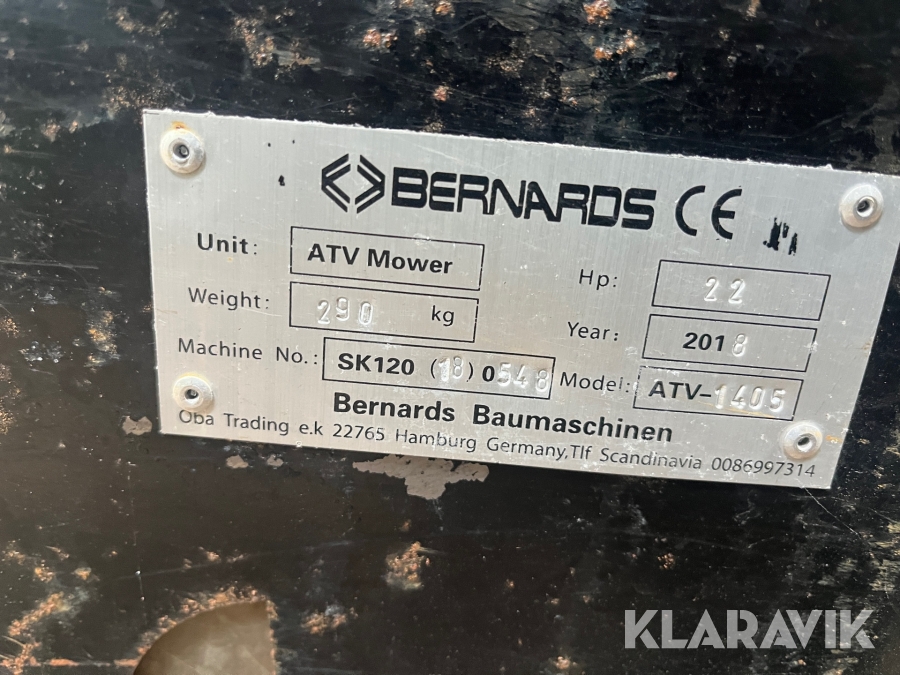 BERNARDS CE
Unit: ATV Mower Hp: 22
Weight: 290 kg Year: 2018
Machine No.: SK120 (18) 0548 Model: ATV-1405
Bernards Baumaschinen
Oba Trading e.k 22765 Hamburg Germany,Tlf Scandinavia 0086997314
KLARAVIK